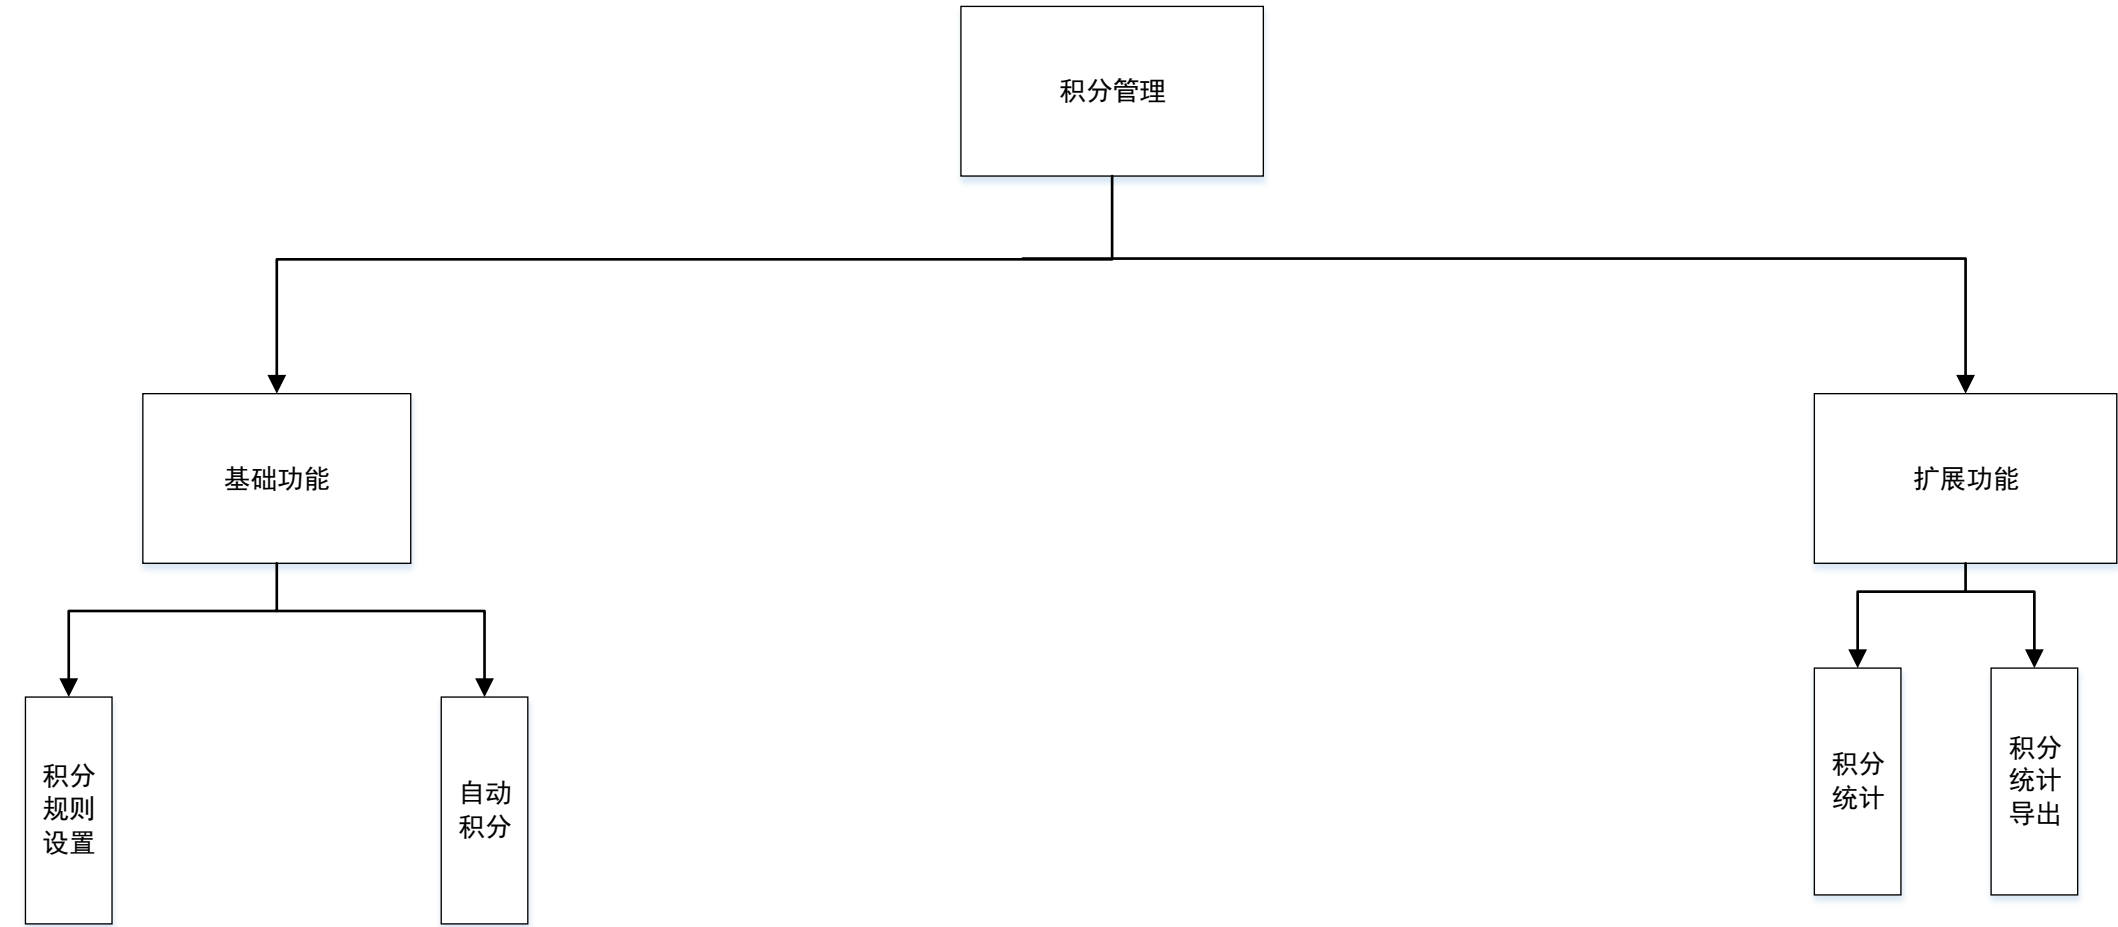 积分管理
基础功能
扩展功能
积分
规则
设置
自动
积分
积分
统计
积分
统计
导出